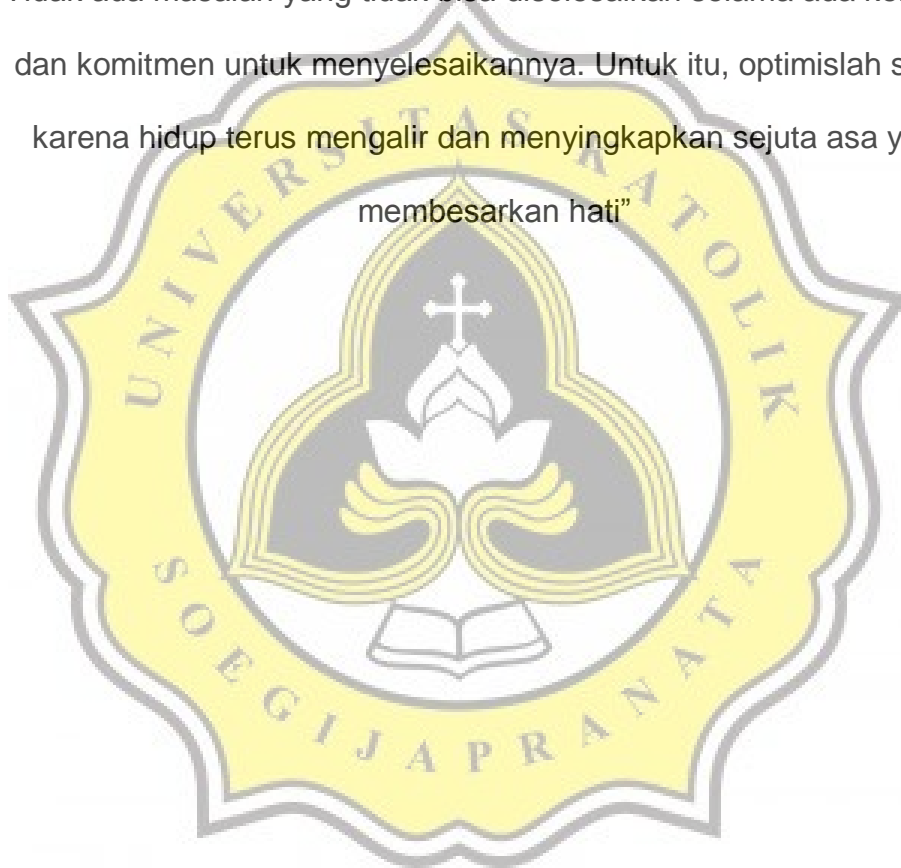 dan komitmen untuk menyelesaikannya. Untuk itu, optimislah
karena hidup terus mengalir dan menyingkapkan sejuta asa
membesarkan hati”
UNIVERSITAS KATOLIK
SOEGIJAPRANATA